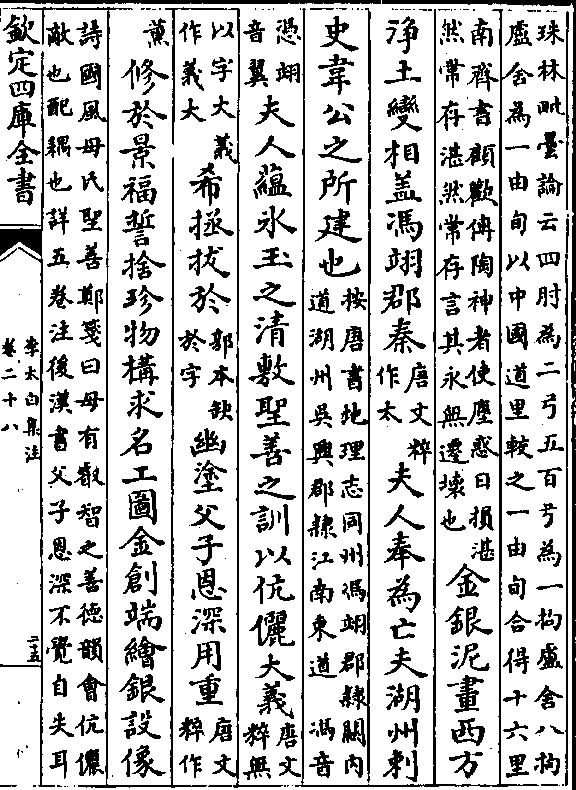 珠林毗曇論云四肘為一弓五百弓為一拘盧舍八拘
盧舍為一由旬以中國道里較之一由旬合得十六里
南齊書顧歡傳陶神者使塵惑日損湛
然常存湛然常存言其永無遷壞也
金銀泥畫西方
淨土變相蓋馮翊郡秦
唐文粹
作太
夫人奉為亡夫湖州刺
史韋公之所建也
按唐書地理志同州馮翊郡隸關內
道湖州吳興郡隸江南東道 馮音
憑翊
音翼
夫人蘊氷玉之清敷聖善之訓以伉儷大義
唐文
粹無
以字大義
作義大
希拯拔於
郭本缺
於字
幽塗父子恩深用重
唐文
粹作
薰
修於景福誓捨珍物構求名工圖金創端繪銀設像
詩國風母氏聖善鄭箋曰母有叡智之善德韻會伉儷
敵也配耦也詳五卷注後漢書父子恩深不覺自失耳
欽定四庫全書
李太白集注
卷二十八
二五